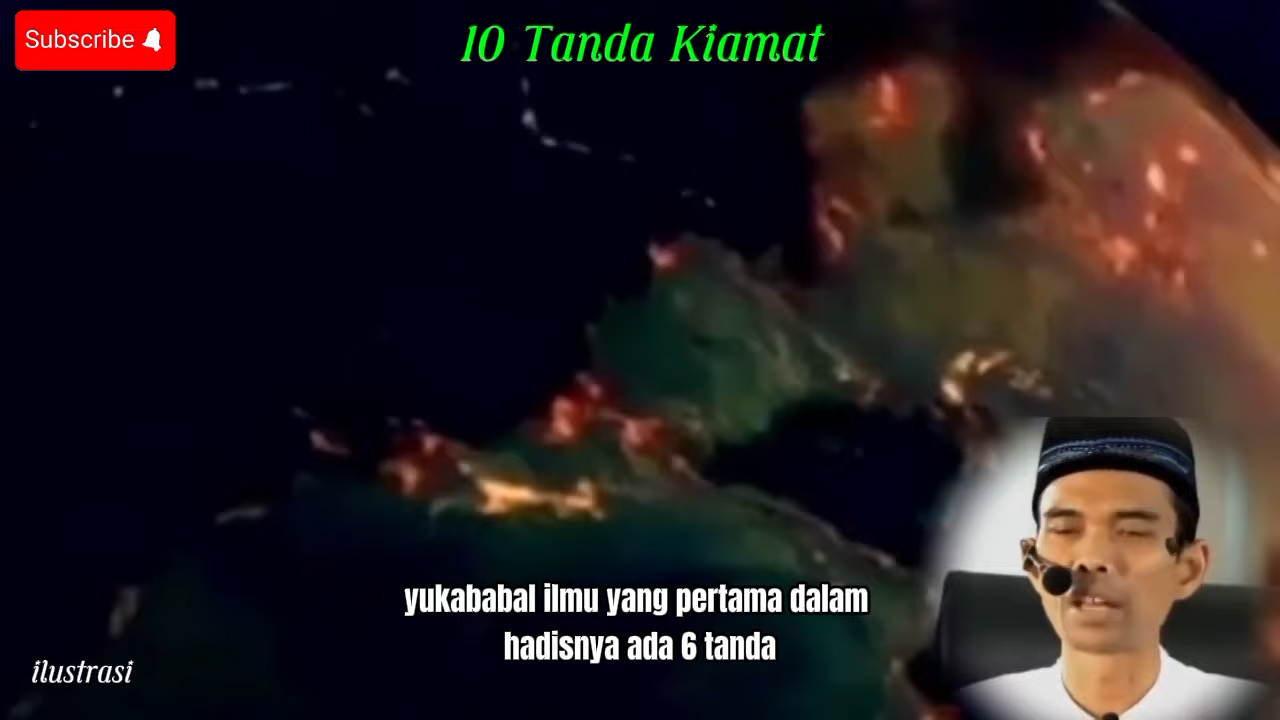 Subscribe
10 Tanda Kiamat
yukababal ilmu yang pertama dalam
hadisnya ada 6 tanda
ilustrasi